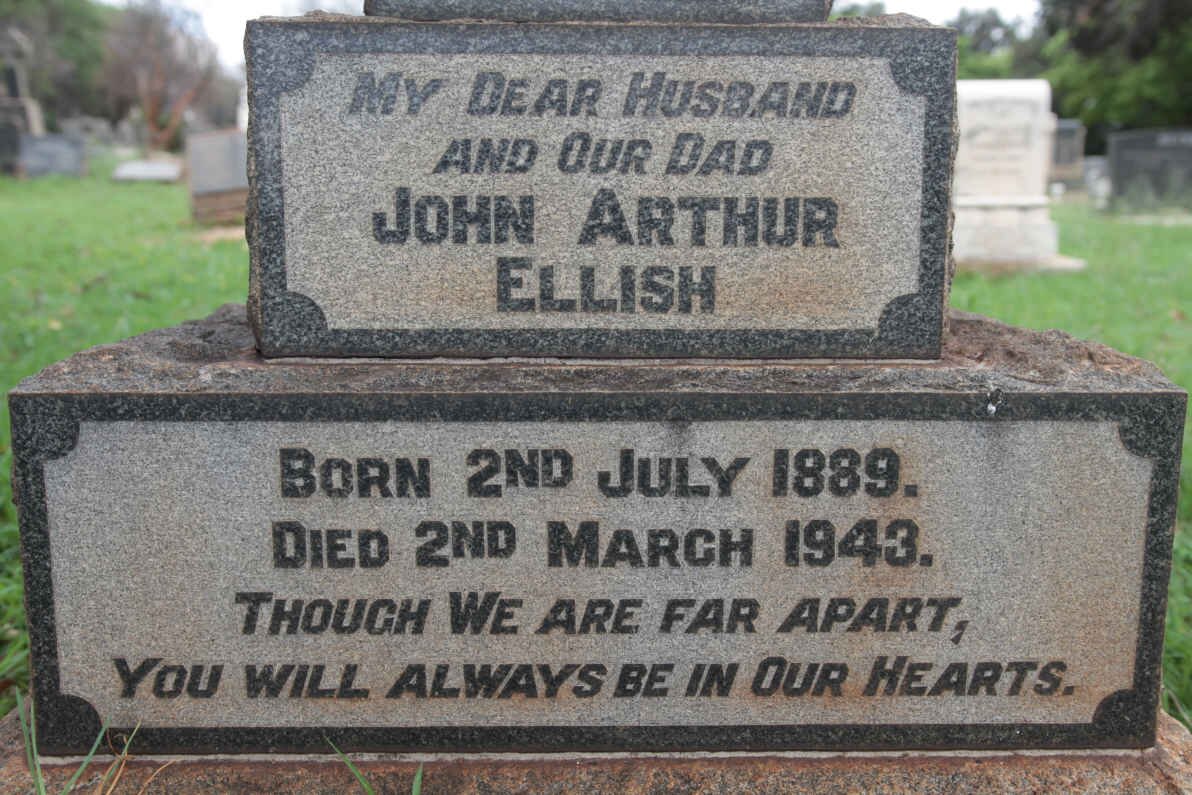 My Dear Husband
and Our Dad
John Arthur
Ellish
Born 2nd July 1889.
Died 2nd March 1943.
Though We are far apart,
You will always be in Our Hearts.